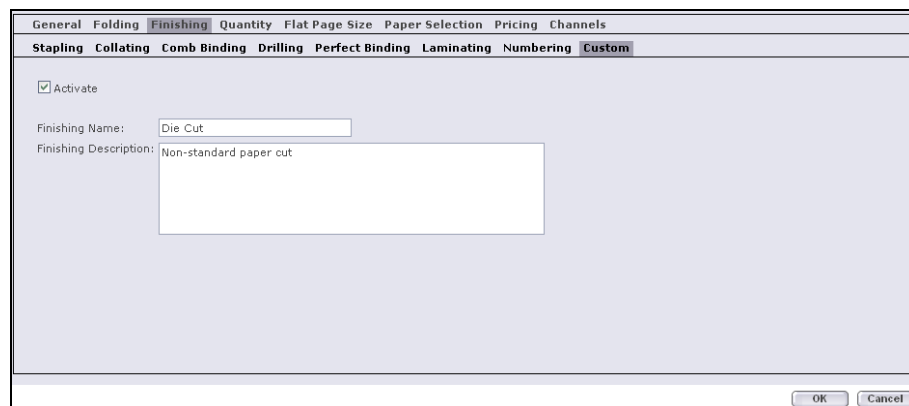 General Folding Finishing Quantity Flat Page Size Paper Selection Pricing Channels
Stapling Collating Comb Binding Drilling Perfect Binding Laminating Numbering Custom
Activate
Finishing Name: Die Cut
Finishing Description: Non-standard paper cut
OK Cancel